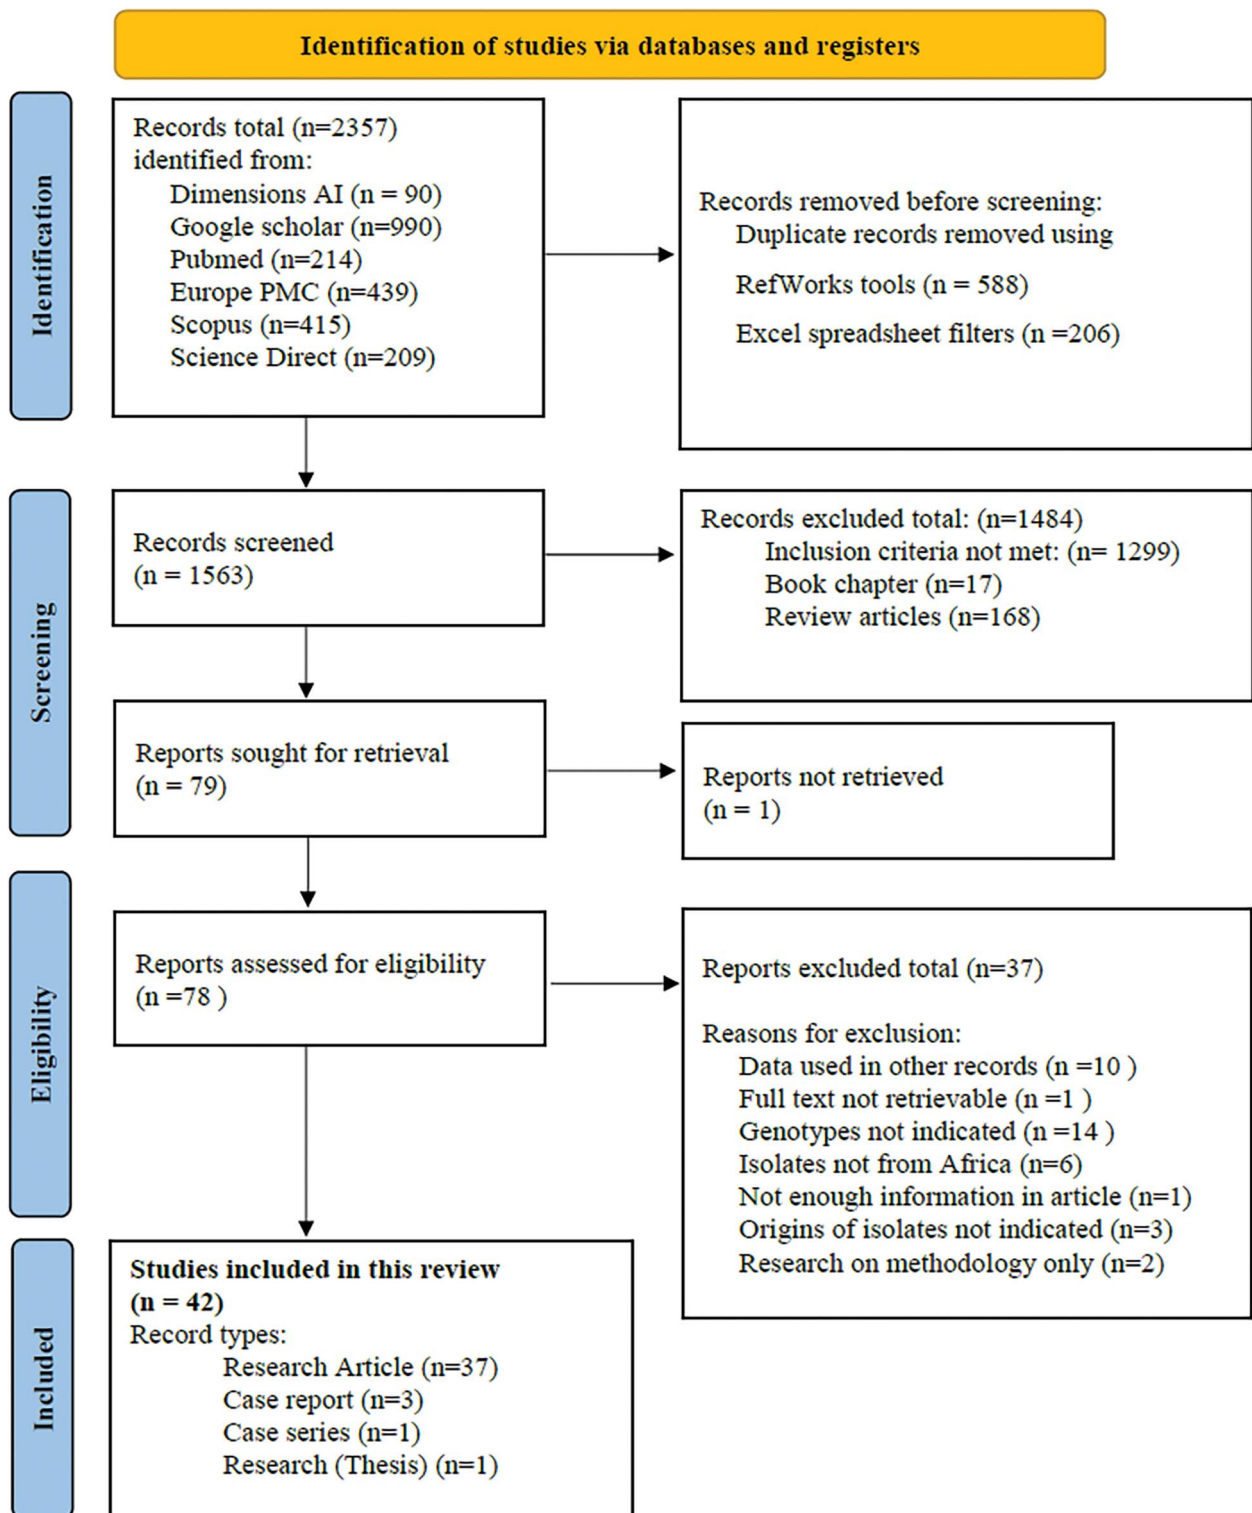 Identification of studies via databases and registers
Identification
Records total (n=2357)
identified from:
Dimensions AI (n = 90)
Google scholar (n=990)
Pubmed (n=214)
Europe PMC (n=439)
Scopus (n=415)
Science Direct (n=209)
Records removed before screening:
Duplicate records removed using
RefWorks tools (n = 588)
Excel spreadsheet filters (n =206)
Screening
Records screened
(n = 1563)
Records excluded total: (n=1484)
Inclusion criteria not met: (n= 1299)
Book chapter (n=17)
Review articles (n=168)
Reports sought for retrieval
(n = 79)
Reports not retrieved
(n = 1)
Eligibility
Reports assessed for eligibility
(n =78 )
Reports excluded total (n=37)
Reasons for exclusion:
Data used in other records (n =10 )
Full text not retrievable (n =1 )
Genotypes not indicated (n =14 )
Isolates not from Africa (n=6)
Not enough information in article (n=1)
Origins of isolates not indicated (n=3)
Research on methodology only (n=2)
Included
Studies included in this review
(n = 42)
Record types:
Research Article (n=37)
Case report (n=3)
Case series (n=1)
Research (Thesis) (n=1)